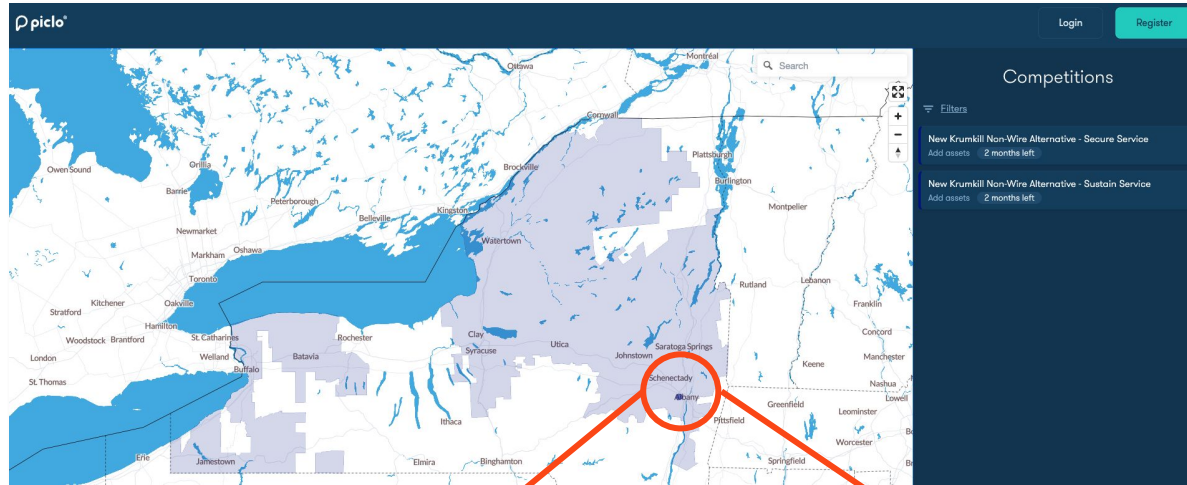 piclo®
Login
Register
Search
Competitions
Filters
New Krumkill Non-Wire Alternative - Secure Service
Add assets 2 months left
New Krumkill Non-Wire Alternative - Sustain Service
Add assets 2 months left
Montréal
Ottawa
Cornwall
Owen Sound
Orillia
Brockville
Plattsburgh
Barrie
Burlington
Peterborough
Belleville
Kingston
Montpelier
Newmarket
Watertown
Markham
Oshawa
Toronto
Rutland
Lebanon
Kitchener
Oakville
Franklin
Stratford
Hamilton
Woodstock
Brantford
St. Catharines
Rochester
Clay
Utica
Saratoga Springs
Concord
London
Welland
Batavia
Syracuse
Johnstown
Keene
Manchester
Buffalo
Schenectady
St. Thomas
Nashua
Albany
Lowell
Greenfield
Leominster
Ithaca
Pittsfield
Worcester
Erie
Jamestown
Elmira
Binghamton
Springfield